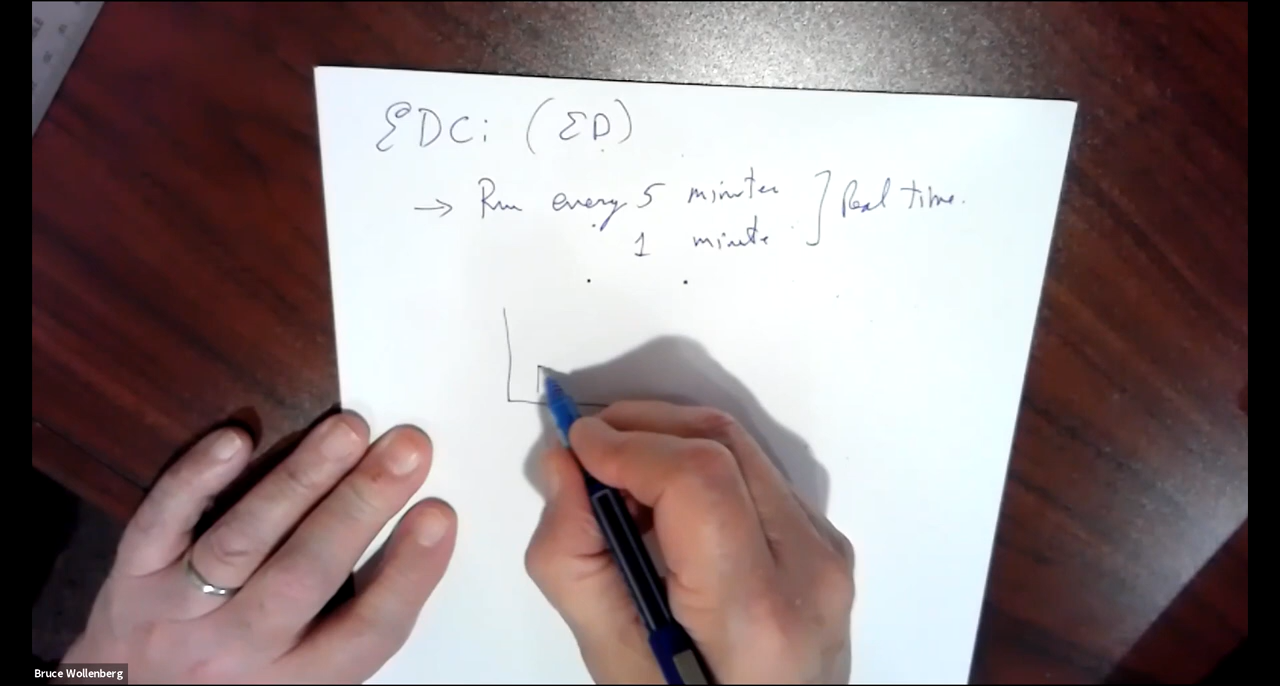 EDC: (ED)
→ Run every 5 minutes
1 minute
] Real time.
Bruce Wollenberg